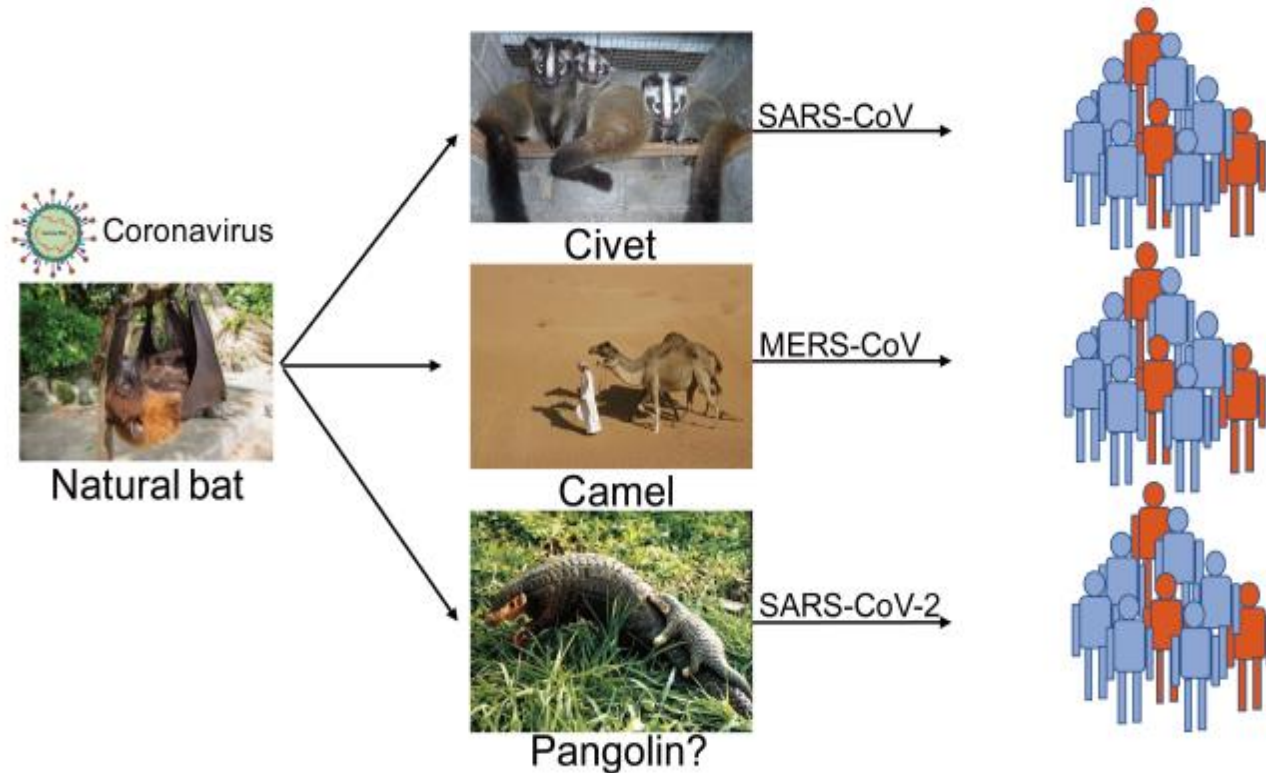 Coronavirus
Natural bat
Civet
Camel
Pangolin?
SARS-CoV
MERS-CoV
SARS-CoV-2